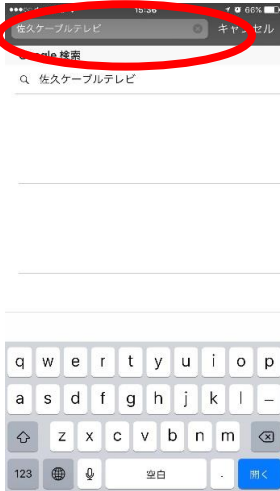 15:36 66%
佐久ケーブルテレビ キャンセル
Google 検索
佐久ケーブルテレビ
q w e r t y u i o p
a s d f g h j k l –
z x c v b n m
123 空白 . 開く